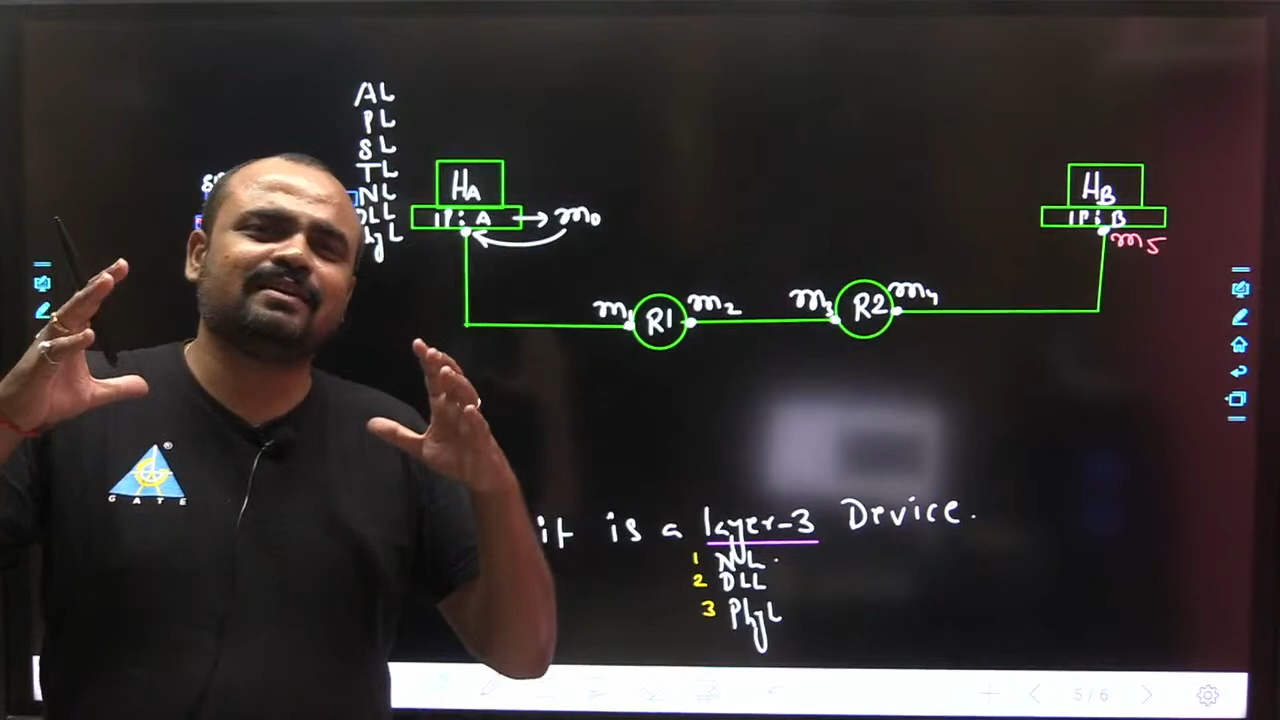 AL
PL
SL
TL
NL
DLL
PhyL
HA
IP: A
m0
HB
IP: B
m5
m1
R1
m2
m3
R2
m4
it is a layer-3 Device.
1 NL
2 DLL
3 PhyL
GATE
5/6